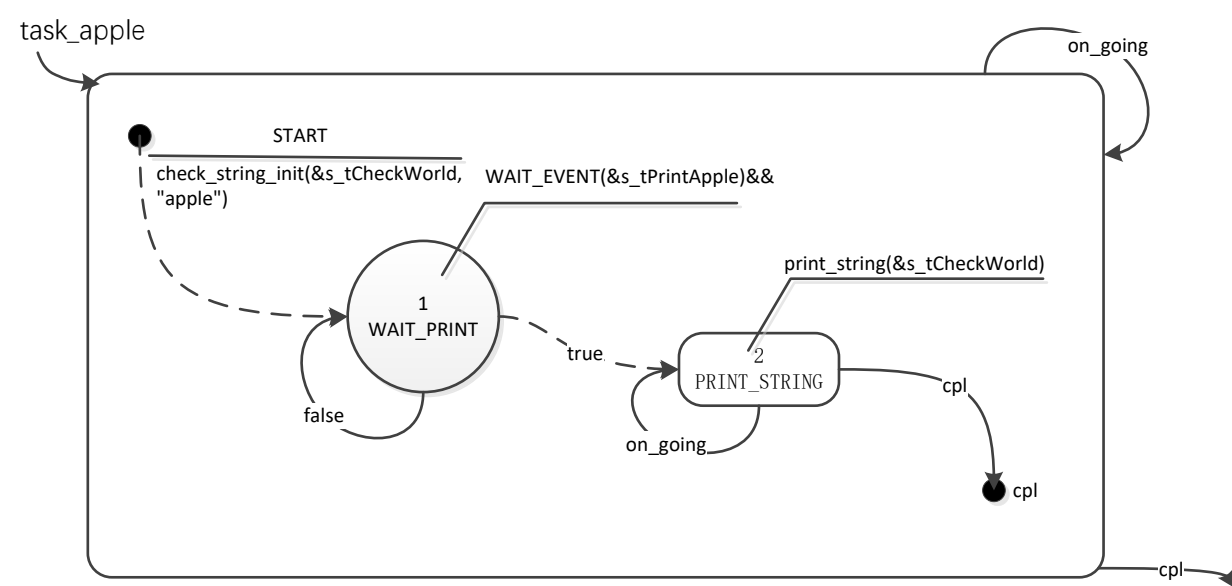 task_apple
on_going
START
check_string_init(&s_tCheckWorld,
"apple")
WAIT_EVENT(&s_tPrintApple)&&
print_string(&s_tCheckWorld)
1
WAIT_PRINT
true
2
PRINT_STRING
false
on_going
cpl
cpl
cpl